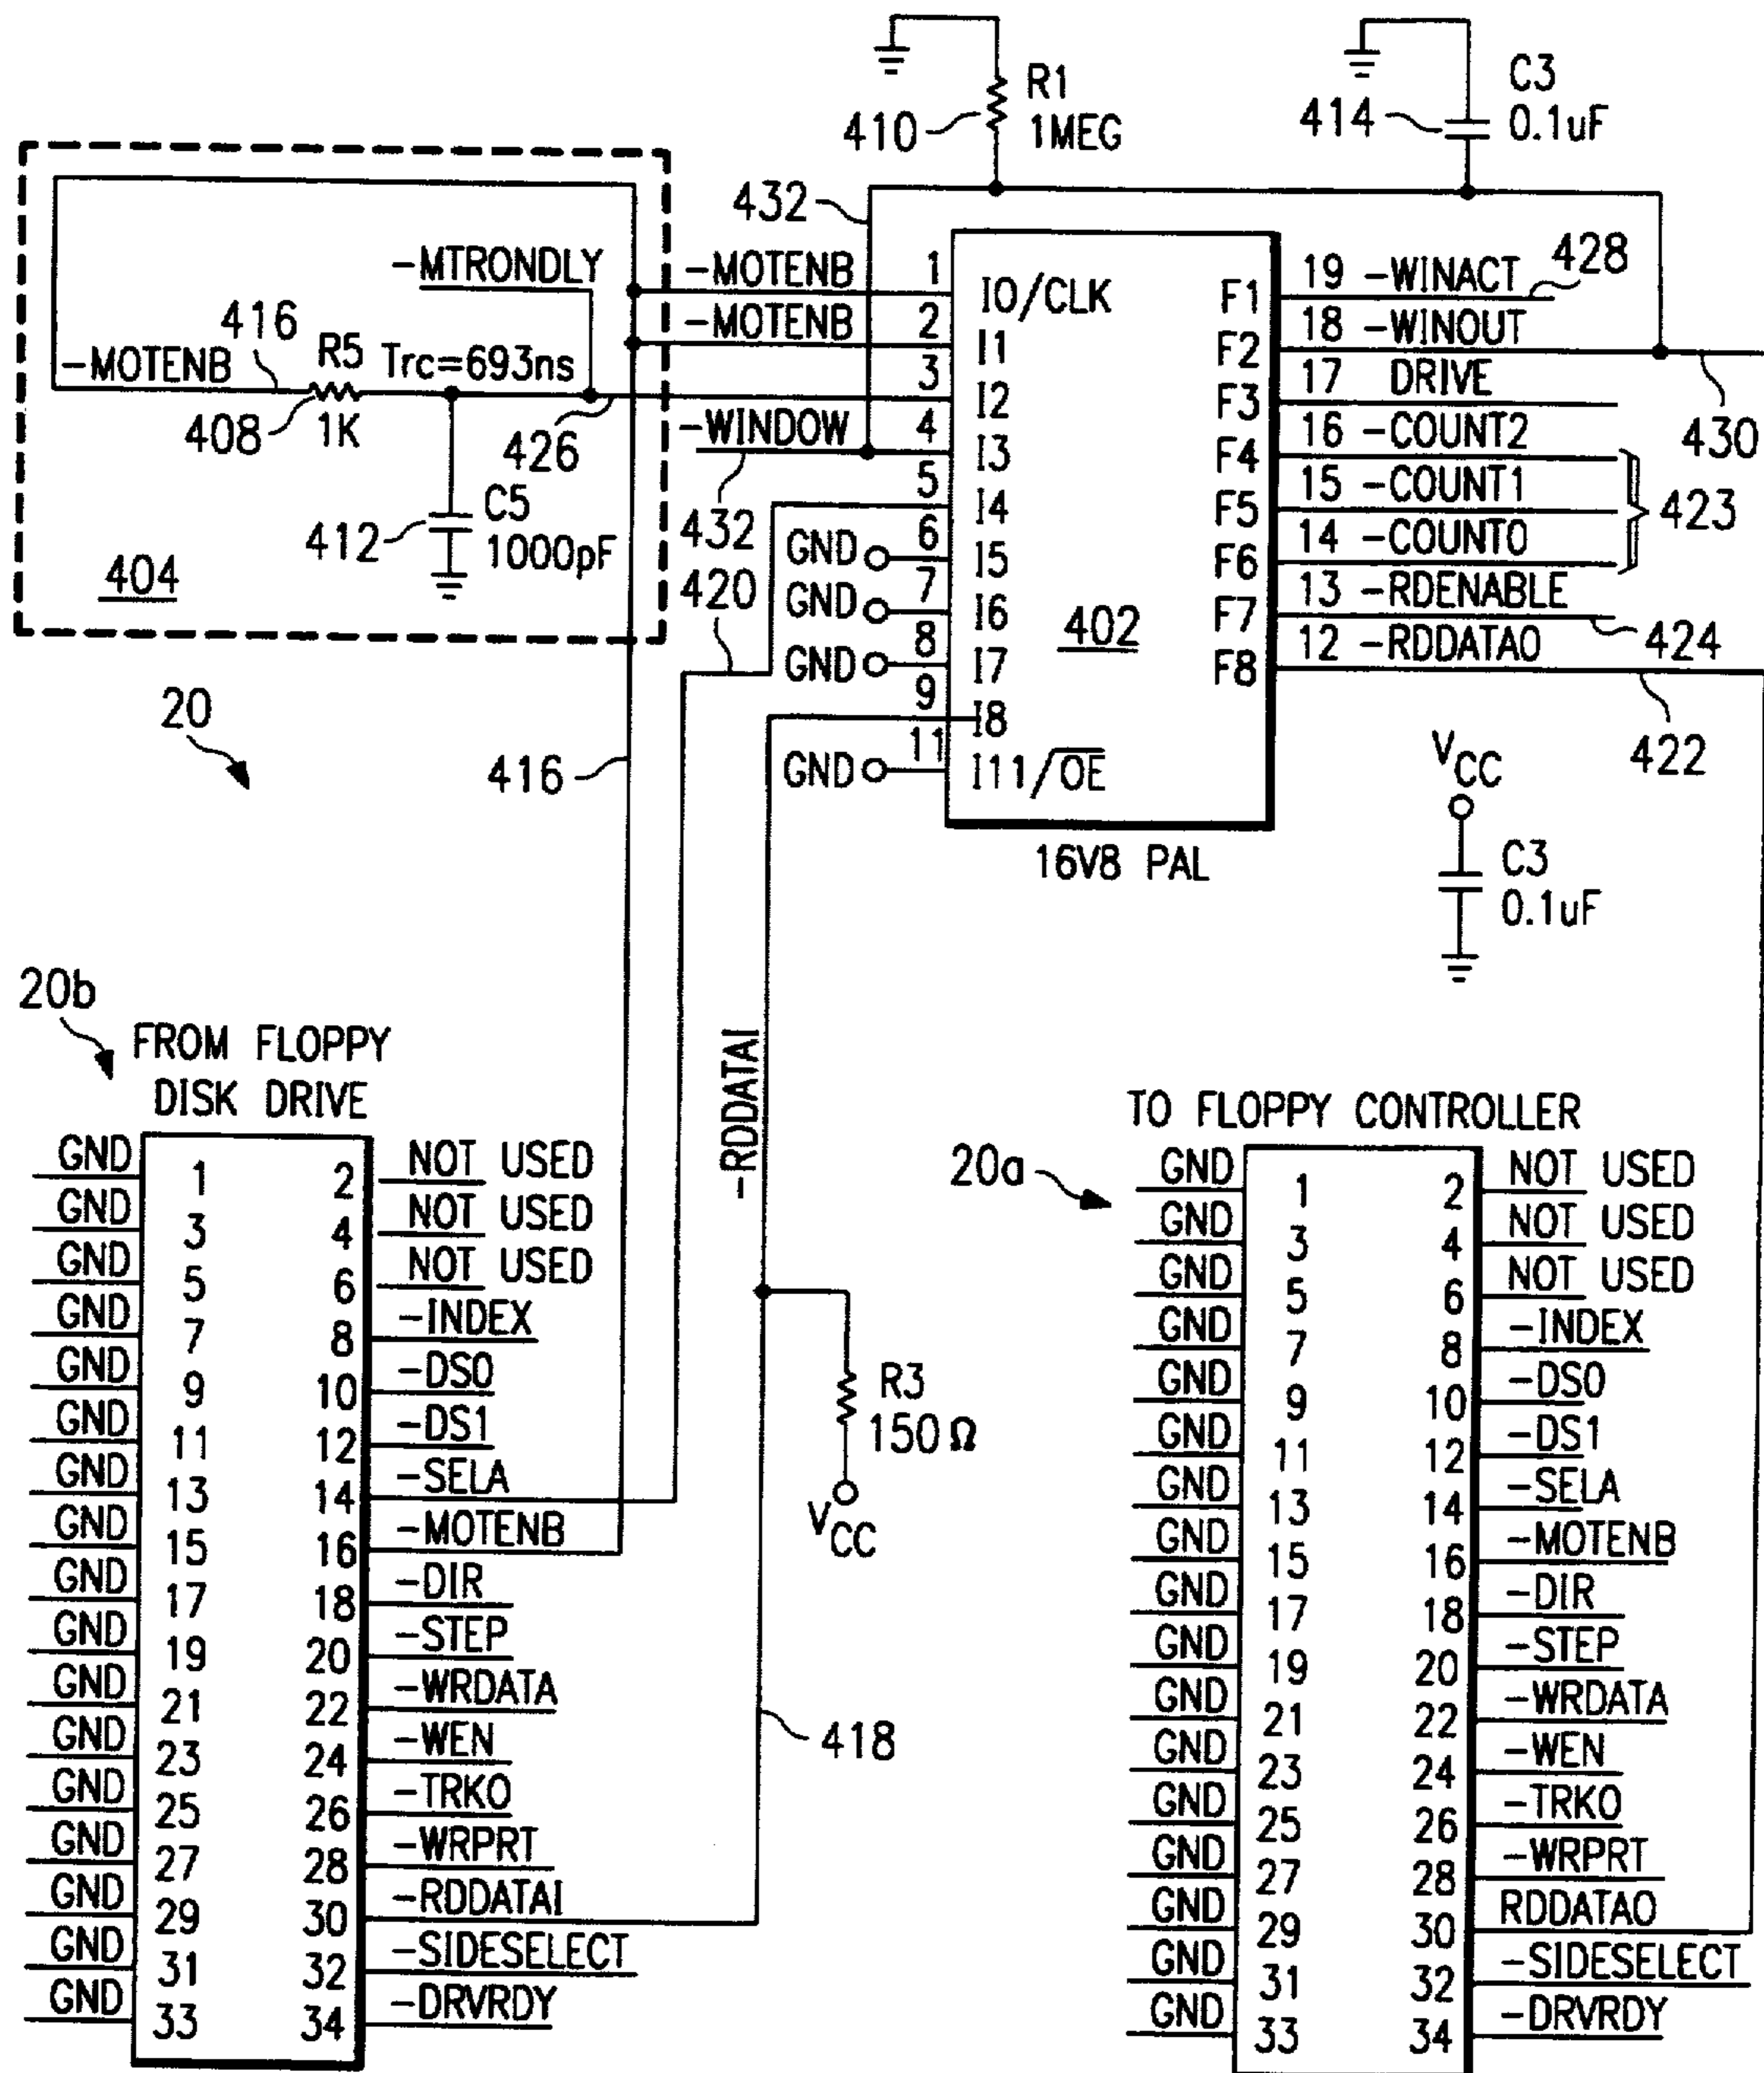 R1
1MEG
410
C3
0.1uF
414
432
-MTRONDLY
-MOTENB
416
R5
Trc=693ns
408
1K
426
C5
1000pF
412
404
-MOTENB 1 IO/CLK
-MOTENB 2 I1
3 I2
-WINDOW 4 I3
432
5 I4
420
GND 6 I5
GND 7 I6
GND 8 I7
9 I8
GND 11 I11/OE
402
F1 19 -WINACT 428
F2 18 -WINOUT
F3 17 DRIVE
430
F4 16 -COUNT2
F5 15 -COUNT1
F6 14 -COUNT0
423
F7 13 -RDENABLE
424
F8 12 -RDDATAO
422
16V8 PAL
20
416
VCC
C3
0.1uF
-RDDATAI
R3
150Ω
VCC
418
20b
FROM FLOPPY
DISK DRIVE
GND 1 2 NOT USED
GND 3 4 NOT USED
GND 5 6 NOT USED
GND 7 8 -INDEX
GND 9 10 -DS0
GND 11 12 -DS1
GND 13 14 -SELA
GND 15 16 -MOTENB
GND 17 18 -DIR
GND 19 20 -STEP
GND 21 22 -WRDATA
GND 23 24 -WEN
GND 25 26 -TRKO
GND 27 28 -WRPRT
GND 29 30 -RDDATAI
GND 31 32 -SIDESELECT
GND 33 34 -DRVRDY
TO FLOPPY CONTROLLER
20a
GND 1 2 NOT USED
GND 3 4 NOT USED
GND 5 6 NOT USED
GND 7 8 -INDEX
GND 9 10 -DS0
GND 11 12 -DS1
GND 13 14 -SELA
GND 15 16 -MOTENB
GND 17 18 -DIR
GND 19 20 -STEP
GND 21 22 -WRDATA
GND 23 24 -WEN
GND 25 26 -TRKO
GND 27 28 -WRPRT
GND 29 30 RDDATAO
GND 31 32 -SIDESELECT
GND 33 34 -DRVRDY